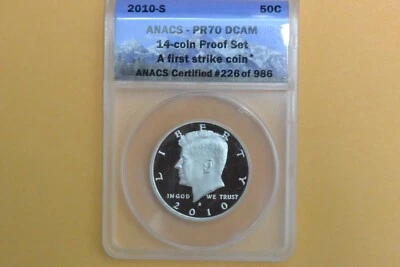 2010-S 50C
ANACS - PR70 DCAM
14-coin Proof Set
A first strike coin*
ANACS Certified #226 of 986
LIBERTY
IN GOD WE TRUST
S
2010